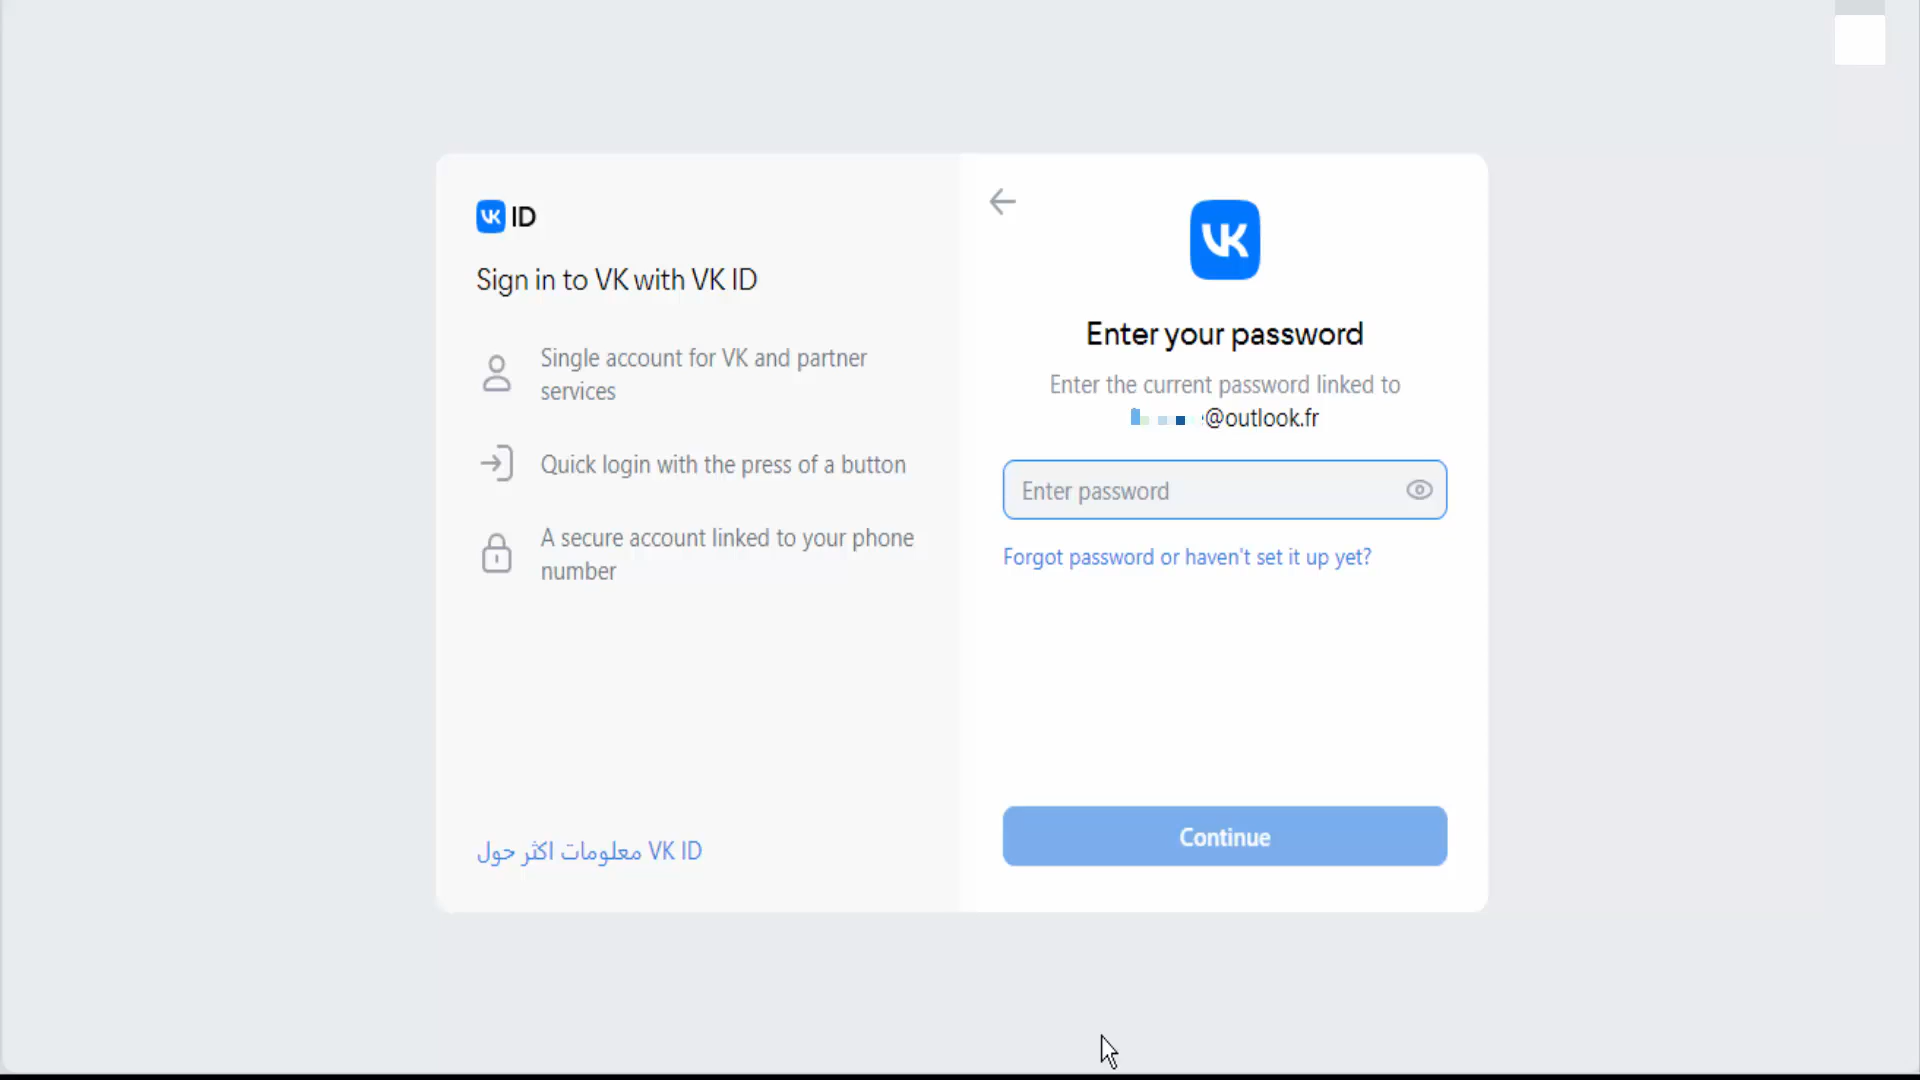 VK ID
Sign in to VK with VK ID
Single account for VK and partner
services
Quick login with the press of a button
A secure account linked to your phone
number
معلومات اكثر حول VK ID
VK
Enter your password
Enter the current password linked to
@outlook.fr
Enter password
Forgot password or haven't set it up yet?
Continue